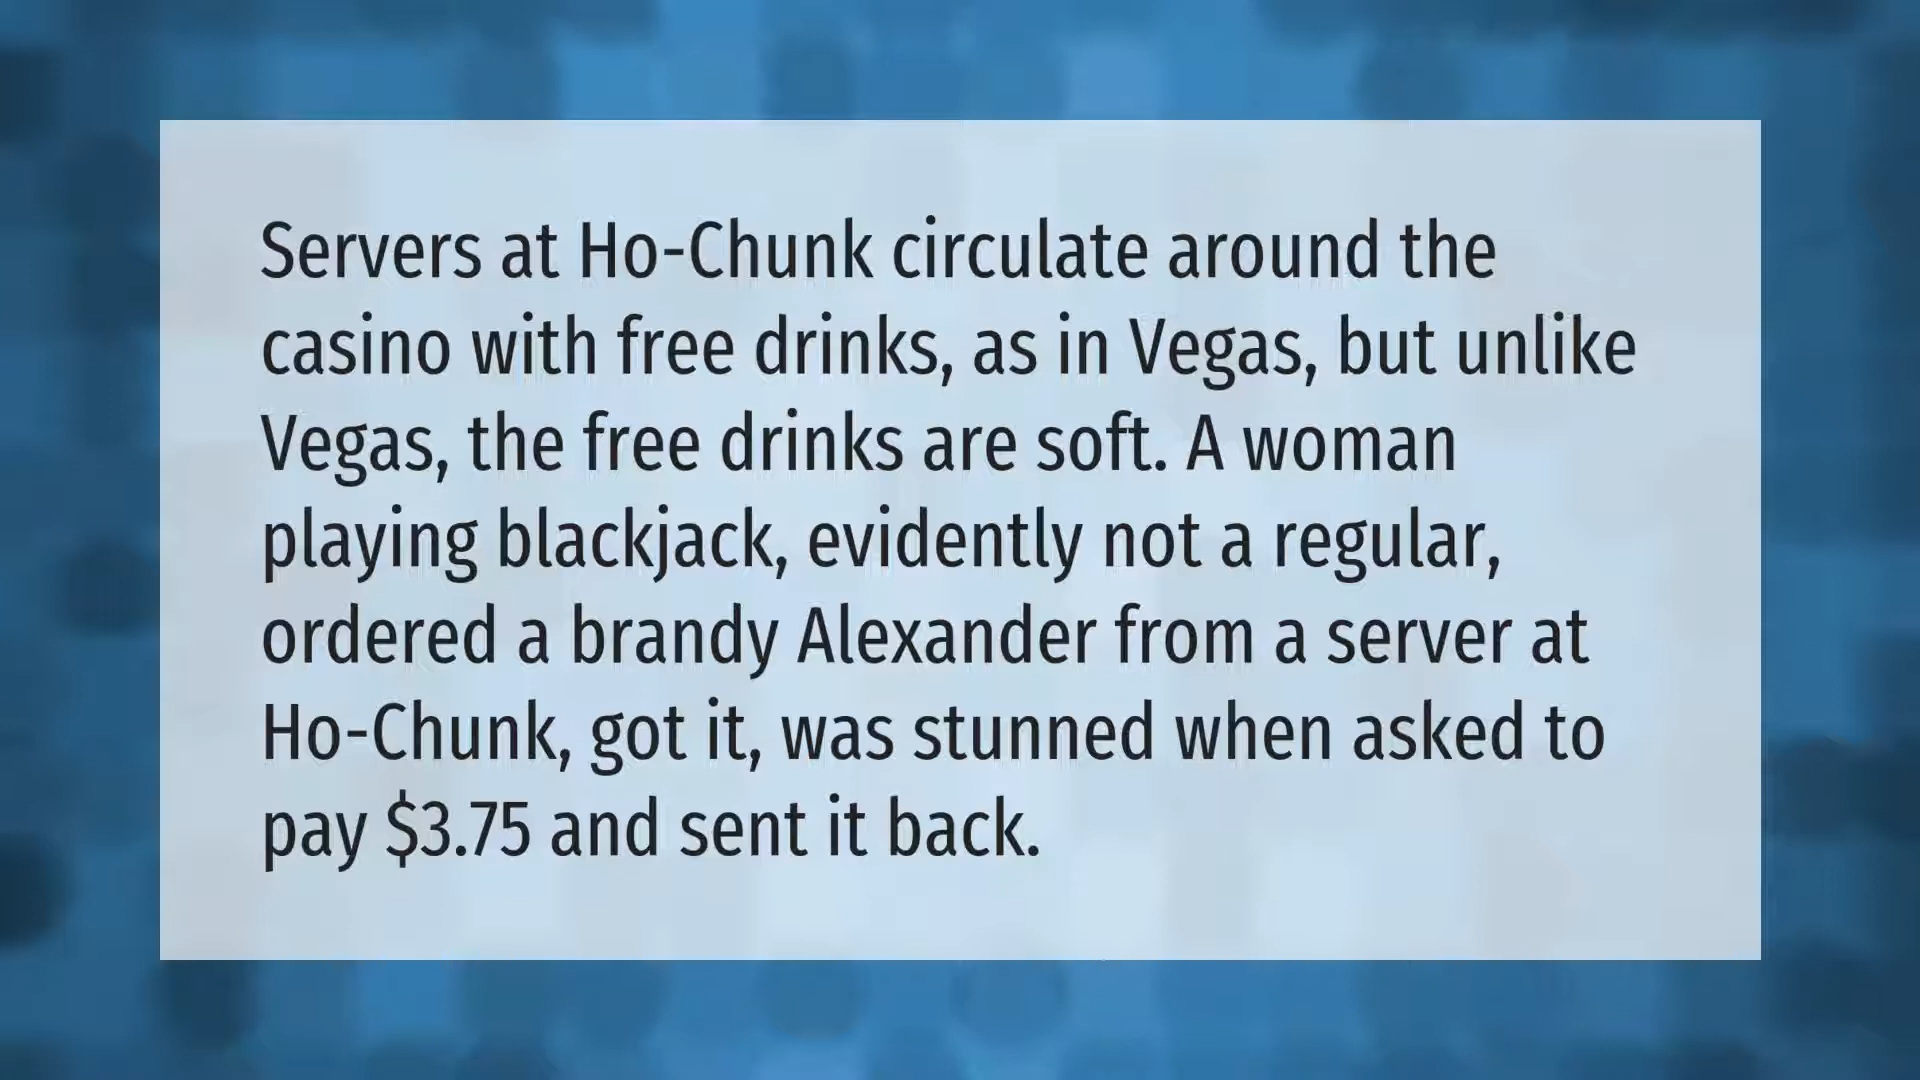 Servers at Ho-Chunk circulate around the
casino with free drinks, as in Vegas, but unlike
Vegas, the free drinks are soft. A woman
playing blackjack, evidently not a regular,
ordered a brandy Alexander from a server at
Ho-Chunk, got it, was stunned when asked to
pay $3.75 and sent it back.